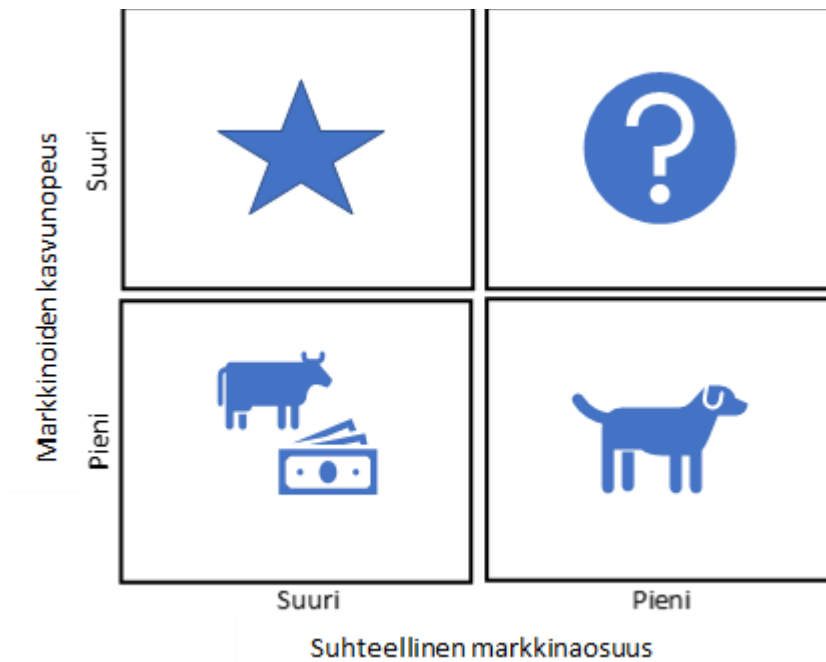 Markkinoiden kasvunopeus
Suuri
?
Pieni
Suuri
Pieni
Suhteellinen markkinaosuus